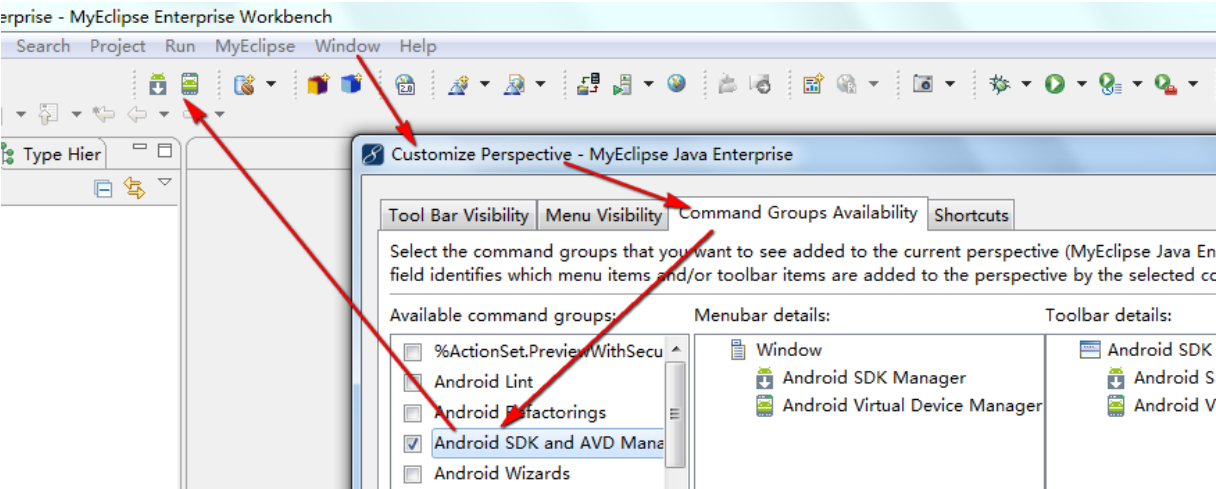 erprise - MyEclipse Enterprise Workbench
Search Project Run MyEclipse Window Help
2.0
Type Hier
Customize Perspective - MyEclipse Java Enterprise
Tool Bar Visibility Menu Visibility Command Groups Availability Shortcuts
Select the command groups that you want to see added to the current perspective (MyEclipse Java En
field identifies which menu items and/or toolbar items are added to the perspective by the selected co
Available command groups: Menubar details: Toolbar details:
%ActionSet.PreviewWithSecu Window Android SDK
Android Lint Android SDK Manager Android S
Android Refactorings Android Virtual Device Manager Android V
Android SDK and AVD Mana
Android Wizards